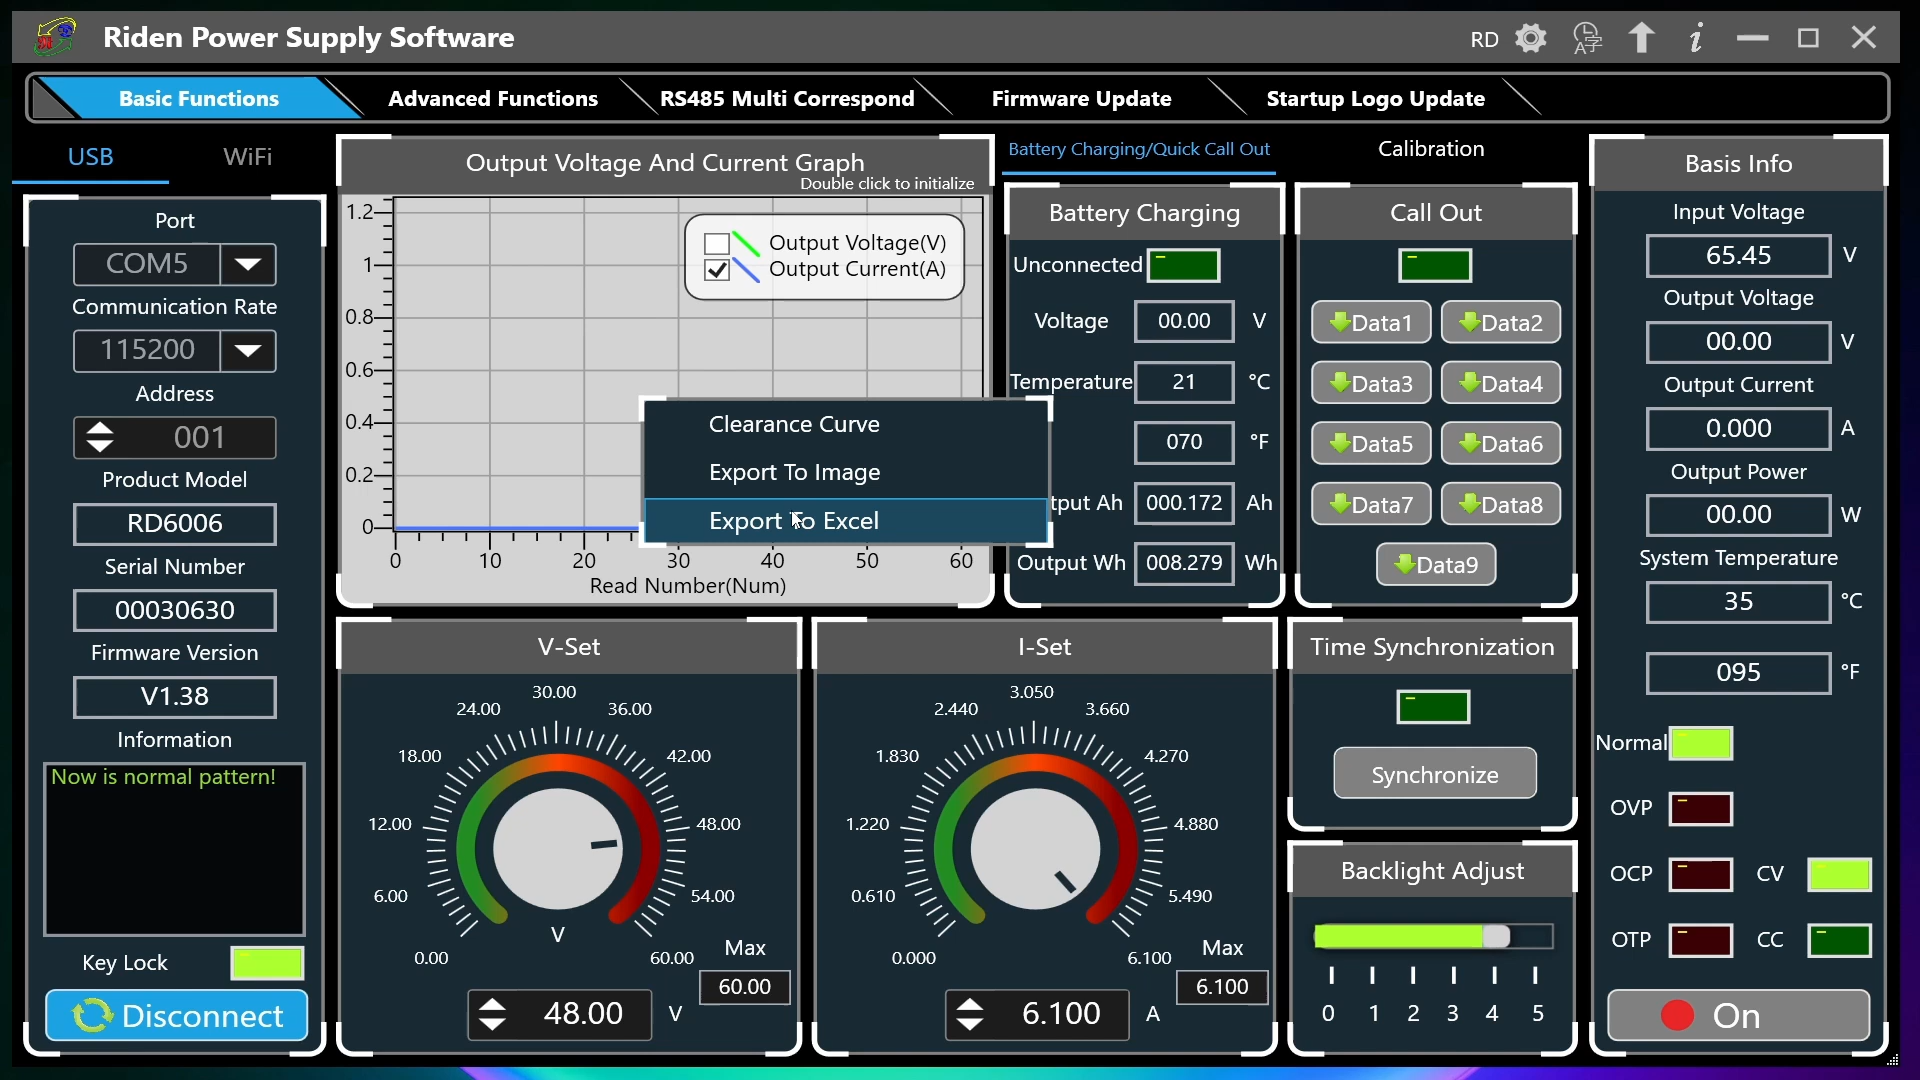 Riden Power Supply Software
RD
Basic Functions
Advanced Functions
RS485 Multi Correspond
Firmware Update
Startup Logo Update
USB
WiFi
Port
COM5
Communication Rate
115200
Address
001
Product Model
RD6006
Serial Number
00030630
Firmware Version
V1.38
Information
Now is normal pattern!
Key Lock
Disconnect
Output Voltage And Current Graph
Double click to initialize
Output Voltage(V)
Output Current(A)
1.2
1
0.8
0.6
0.4
0.2
0
0 10 20 30 40 50 60
Read Number(Num)
Clearance Curve
Export To Image
Export To Excel
Battery Charging/Quick Call Out
Calibration
Battery Charging
Unconnected
Voltage 00.00 V
Temperature 21 °C
070 °F
tput Ah 000.172 Ah
Output Wh 008.279 Wh
Call Out
Data1 Data2
Data3 Data4
Data5 Data6
Data7 Data8
Data9
V-Set
30.00
24.00 36.00
18.00 42.00
12.00 48.00
6.00 54.00
V
0.00 60.00
Max
60.00
48.00 V
I-Set
3.050
2.440 3.660
1.830 4.270
1.220 4.880
0.610 5.490
0.000 6.100
Max
6.100
6.100 A
Time Synchronization
Synchronize
Backlight Adjust
0 1 2 3 4 5
Basis Info
Input Voltage
65.45 V
Output Voltage
00.00 V
Output Current
0.000 A
Output Power
00.00 W
System Temperature
35 °C
095 °F
Normal
OVP
OCP CV
OTP CC
On